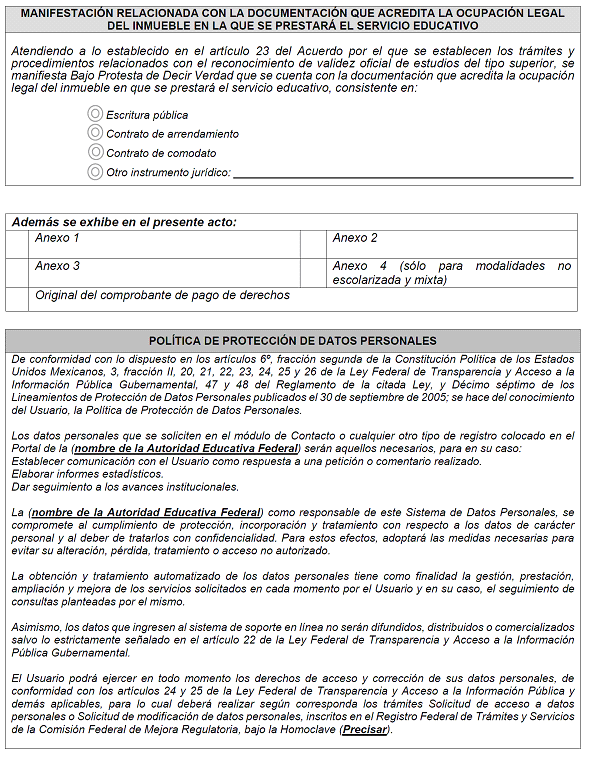 MANIFESTACIÓN RELACIONADA CON LA DOCUMENTACIÓN QUE ACREDITA LA OCUPACIÓN LEGAL
DEL INMUEBLE EN LA QUE SE PRESTARÁ EL SERVICIO EDUCATIVO
Atendiendo a lo establecido en el artículo 23 del Acuerdo por el que se establecen los trámites y
procedimientos relacionados con el reconocimiento de validez oficial de estudios del tipo superior, se
manifiesta Bajo Protesta de Decir Verdad que se cuenta con la documentación que acredita la ocupación
legal del inmueble en que se prestará el servicio educativo, consistente en:
Escritura pública
Contrato de arrendamiento
Contrato de comodato
Otro instrumento jurídico:
Además se exhibe en el presente acto:
Anexo 1
Anexo 2
Anexo 3
Anexo 4 (sólo para modalidades no
escolarizada y mixta)
Original del comprobante de pago de derechos
POLÍTICA DE PROTECCIÓN DE DATOS PERSONALES
De conformidad con lo dispuesto en los artículos 6º, fracción segunda de la Constitución Política de los Estados
Unidos Mexicanos, 3, fracción II, 20, 21, 22, 23, 24, 25 y 26 de la Ley Federal de Transparencia y Acceso a la
Información Pública Gubernamental, 47 y 48 del Reglamento de la citada Ley, y Décimo séptimo de los
Lineamientos de Protección de Datos Personales publicados el 30 de septiembre de 2005; se hace del conocimiento
del Usuario, la Política de Protección de Datos Personales.
Los datos personales que se soliciten en el módulo de Contacto o cualquier otro tipo de registro colocado en el
Portal de la (nombre de la Autoridad Educativa Federal) serán aquellos necesarios, para en su caso:
Establecer comunicación con el Usuario como respuesta a una petición o comentario realizado.
Elaborar informes estadísticos.
Dar seguimiento a los avances institucionales.
La (nombre de la Autoridad Educativa Federal) como responsable de este Sistema de Datos Personales, se
compromete al cumplimiento de protección, incorporación y tratamiento con respecto a los datos de carácter
personal y al deber de tratarlos con confidencialidad. Para estos efectos, adoptará las medidas necesarias para
evitar su alteración, pérdida, tratamiento o acceso no autorizado.
La obtención y tratamiento automatizado de los datos personales tiene como finalidad la gestión, prestación,
ampliación y mejora de los servicios solicitados en cada momento por el Usuario y en su caso, el seguimiento de
consultas planteadas por el mismo.
Asimismo, los datos que ingresen al sistema de soporte en línea no serán difundidos, distribuidos o comercializados
salvo lo estrictamente señalado en el artículo 22 de la Ley Federal de Transparencia y Acceso a la Información
Pública Gubernamental.
El Usuario podrá ejercer en todo momento los derechos de acceso y corrección de sus datos personales, de
conformidad con los artículos 24 y 25 de la Ley Federal de Transparencia y Acceso a la Información Pública y
demás aplicables, para lo cual deberá realizar según corresponda los trámites Solicitud de acceso a datos
personales o Solicitud de modificación de datos personales, inscritos en el Registro Federal de Trámites y Servicios
de la Comisión Federal de Mejora Regulatoria, bajo la Homoclave (Precisar).